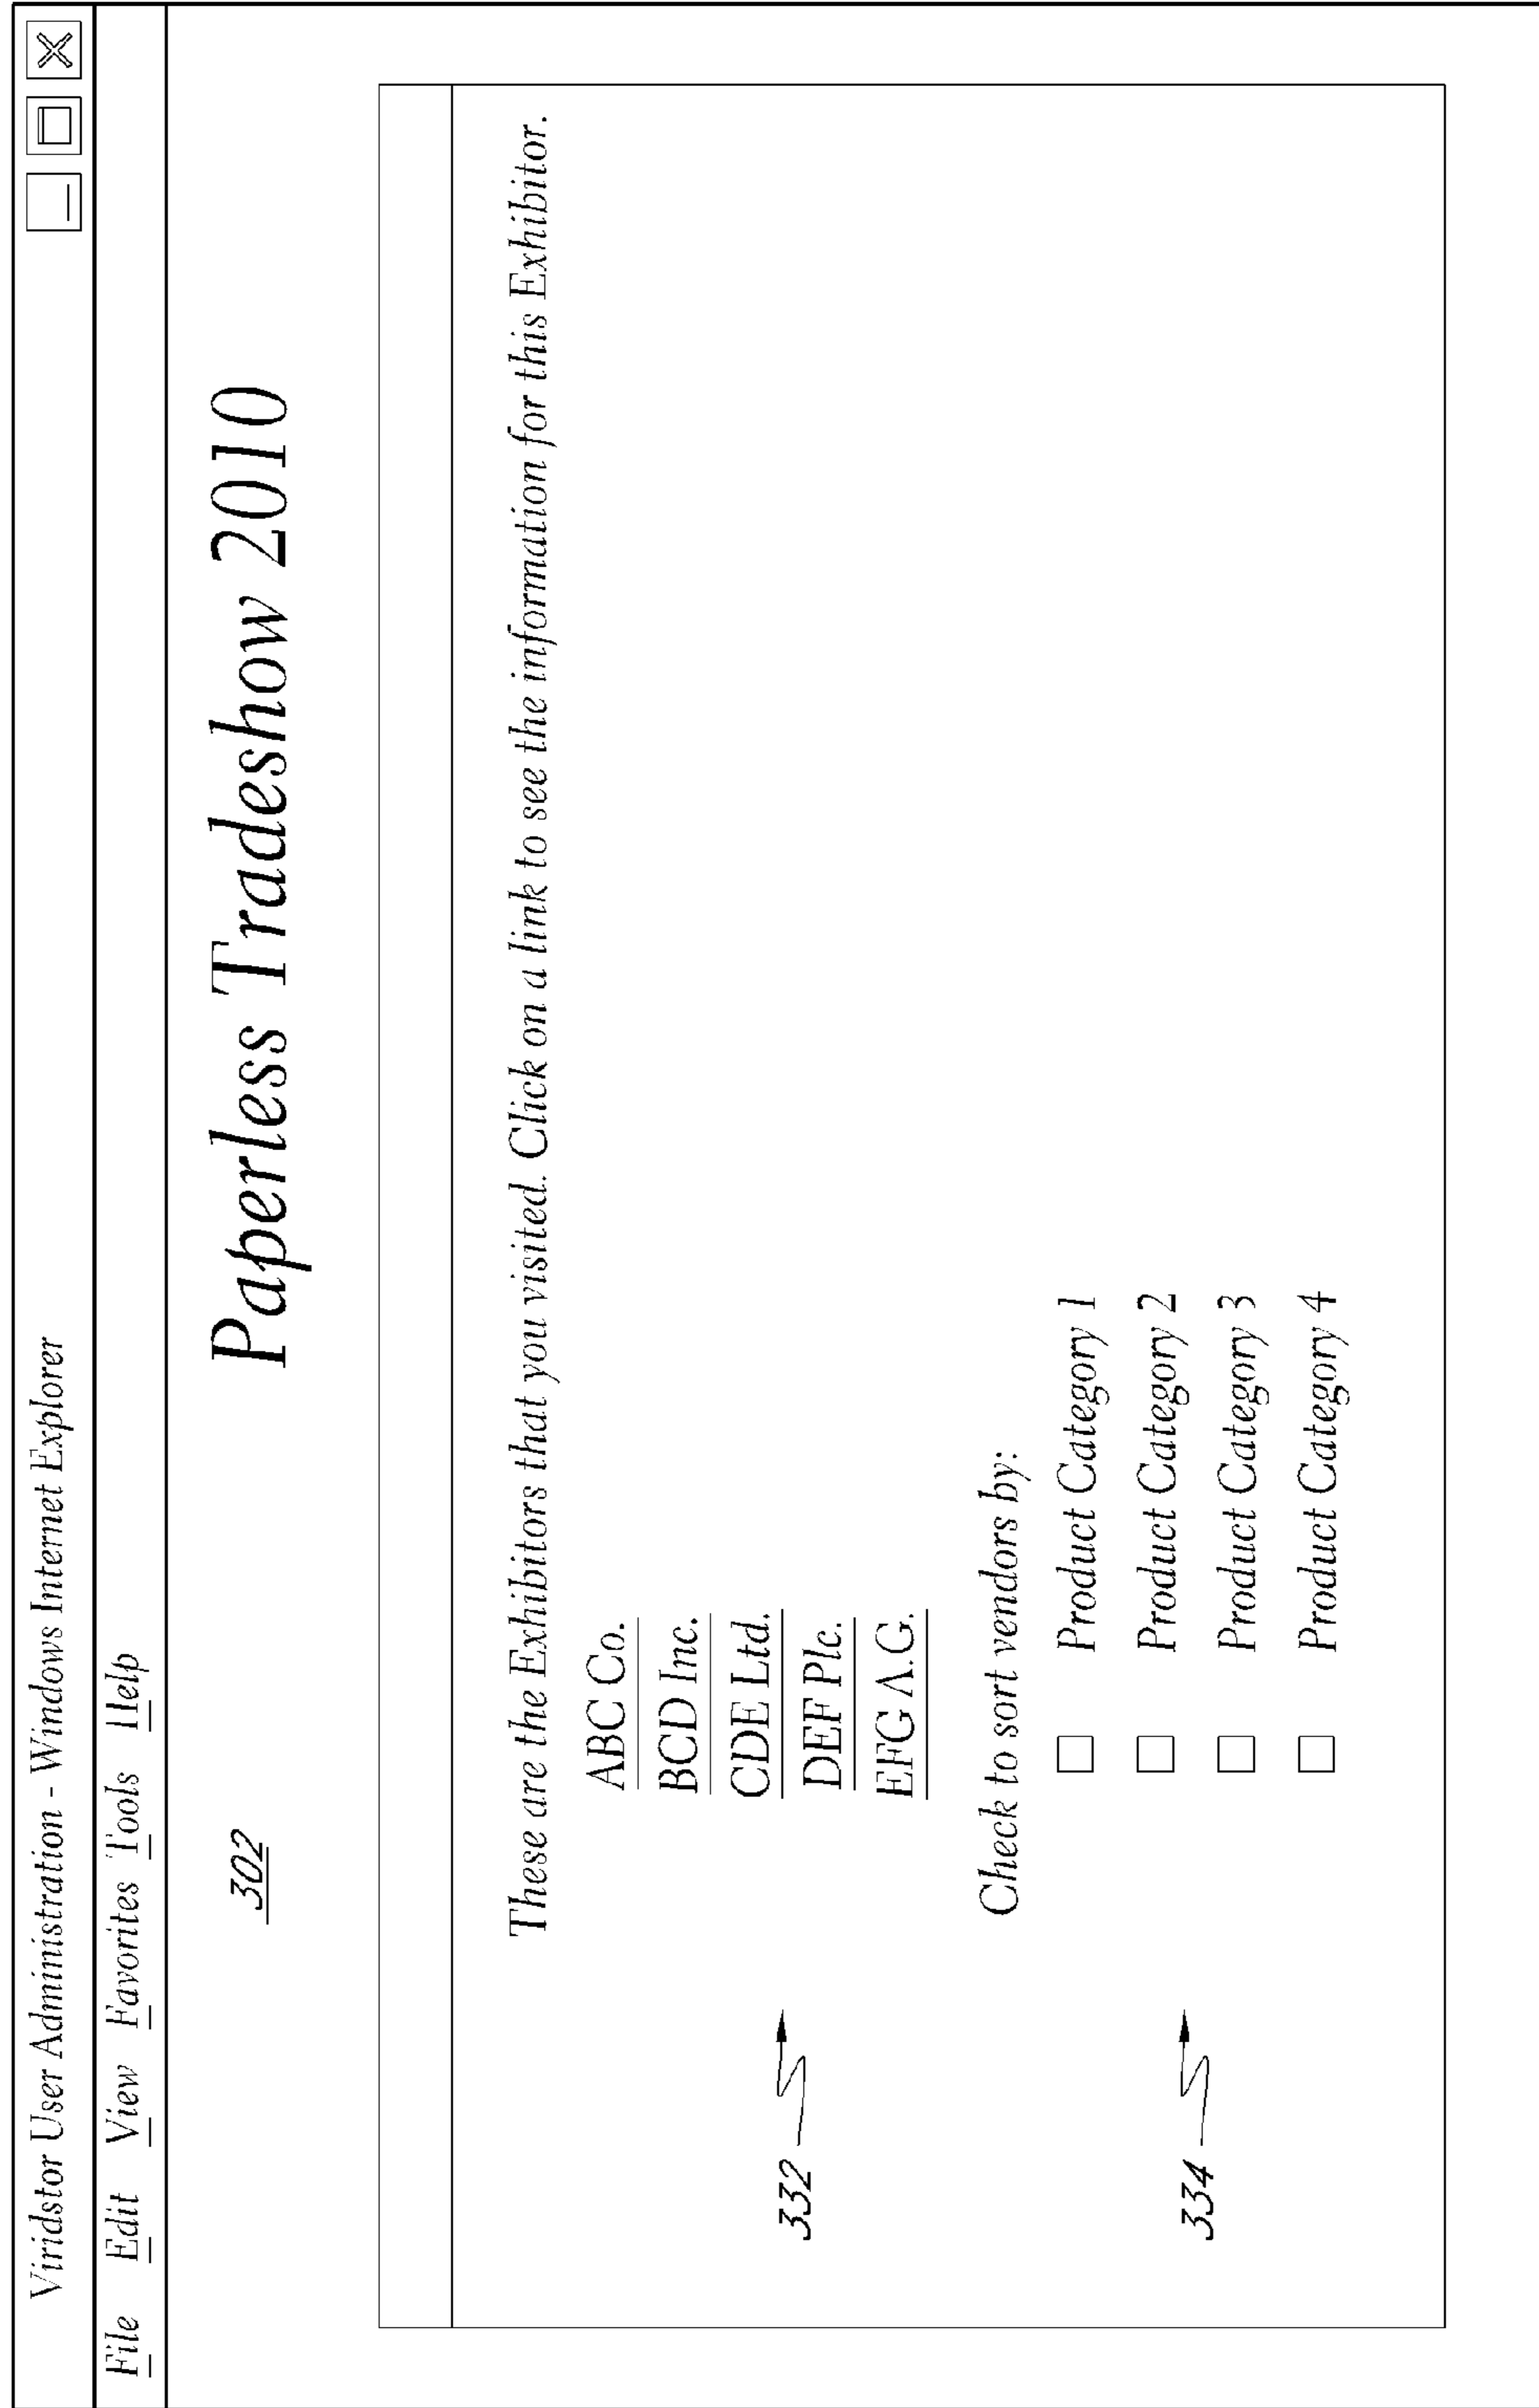 Viridstor User Administration - Windows Internet Explorer
File Edit View Favorites Tools Help
302
Paperless Tradeshow 2010
These are the Exhibitors that you visited. Click on a link to see the information for this Exhibitor.
ABC Co.
BCD Inc.
332
CDE Ltd.
DEF Plc.
EFG A.G.
Check to sort vendors by:
Product Category 1
334
Product Category 2
Product Category 3
Product Category 4